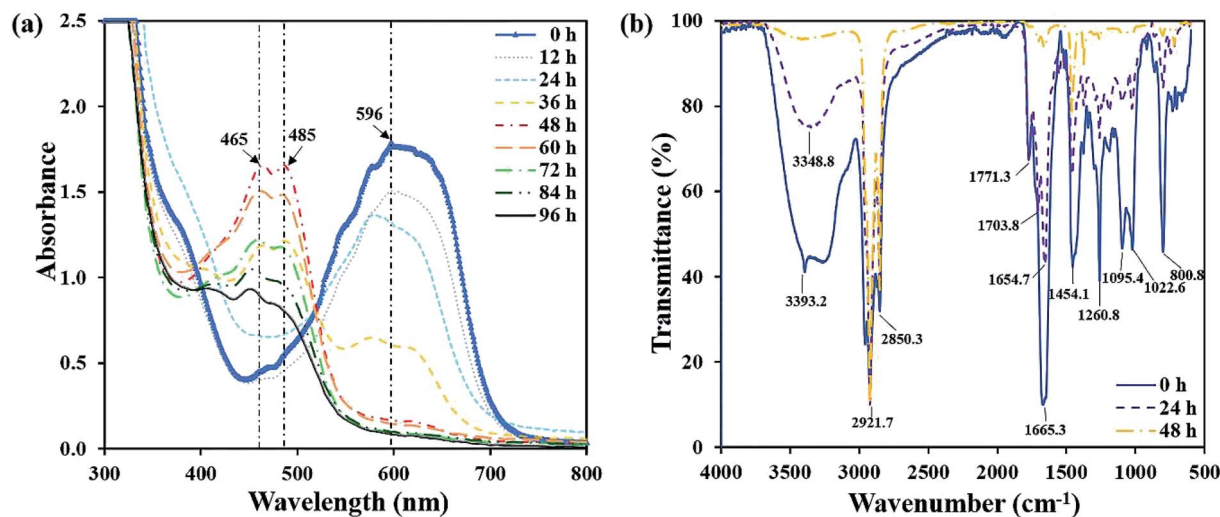 (a)
2.5
2.0
1.5
1.0
0.5
0.0
Absorbance
465
485
596
0 h
12 h
24 h
36 h
48 h
60 h
72 h
84 h
96 h
300 400 500 600 700 800
Wavelength (nm)
(b)
100
80
60
40
20
0
Transmittance (%)
3348.8
3393.2
2850.3
2921.7
1771.3
1703.8
1654.7
1665.3
1454.1
1260.8
1095.4
1022.6
800.8
0 h
24 h
48 h
4000 3500 3000 2500 2000 1500 1000 500
Wavenumber (cm-1)